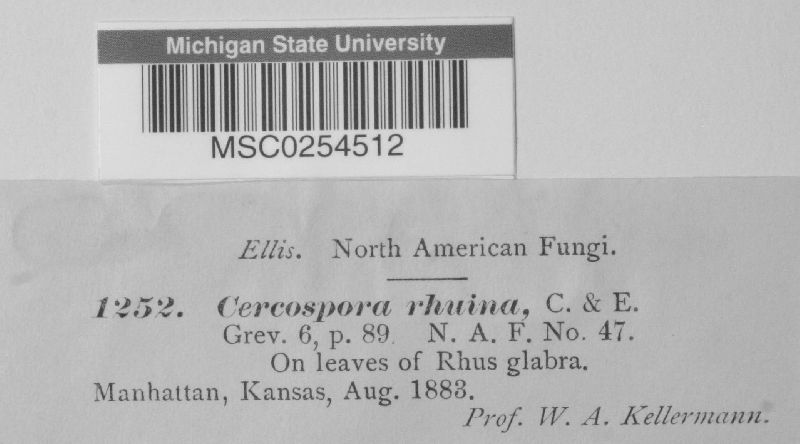 Michigan State University
MSC0254512
Ellis. North American Fungi.
1252. Cercospora rhuina, C. & E.
Grev. 6, p. 89. N. A. F. No. 47.
On leaves of Rhus glabra.
Manhattan, Kansas, Aug. 1883.
Prof. W. A. Kellermann.